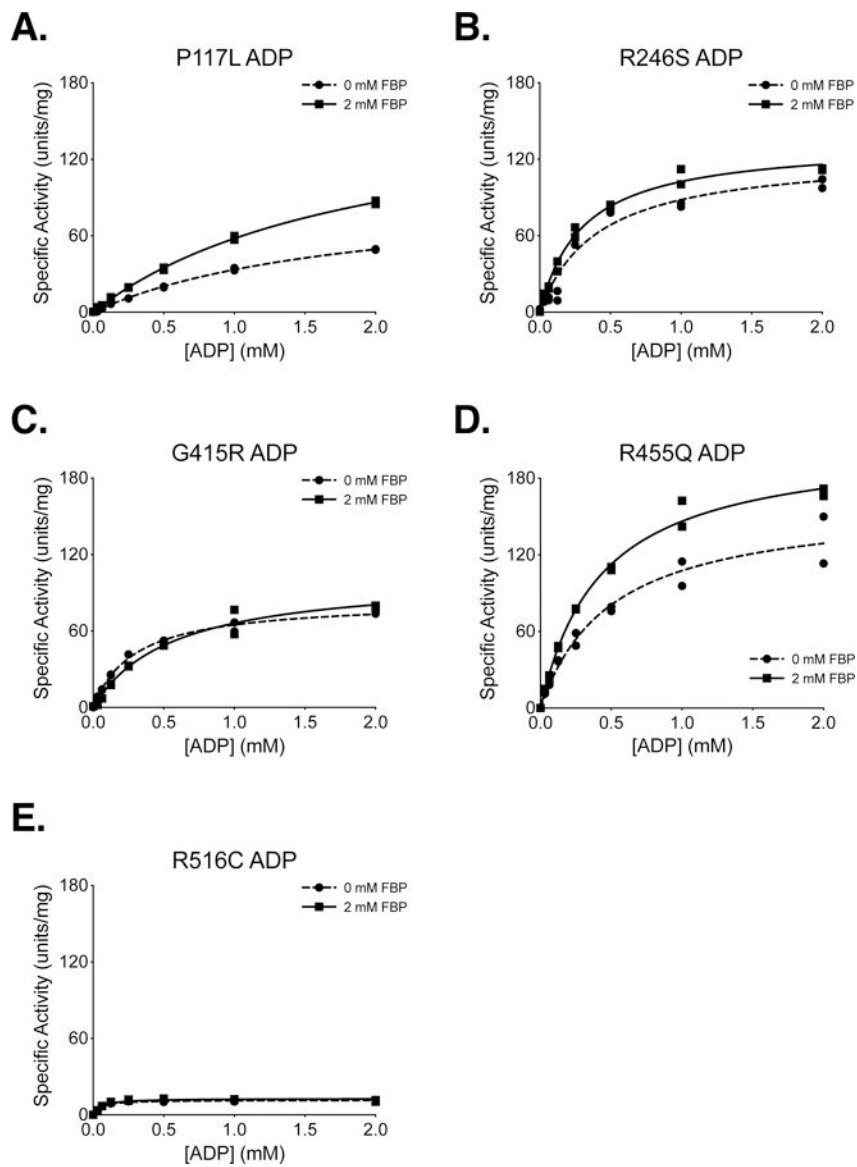 A.
P117L ADP
Specific Activity (units/mg)
180
120
60
0
0.0 0.5 1.0 1.5 2.0
[ADP] (mM)
0 mM FBP
2 mM FBP
B.
R246S ADP
Specific Activity (units/mg)
180
120
60
0
0.0 0.5 1.0 1.5 2.0
[ADP] (mM)
0 mM FBP
2 mM FBP
C.
G415R ADP
Specific Activity (units/mg)
180
120
60
0
0.0 0.5 1.0 1.5 2.0
[ADP] (mM)
0 mM FBP
2 mM FBP
D.
R455Q ADP
Specific Activity (units/mg)
180
120
60
0
0.0 0.5 1.0 1.5 2.0
[ADP] (mM)
0 mM FBP
2 mM FBP
E.
R516C ADP
Specific Activity (units/mg)
180
120
60
0
0.0 0.5 1.0 1.5 2.0
[ADP] (mM)
0 mM FBP
2 mM FBP